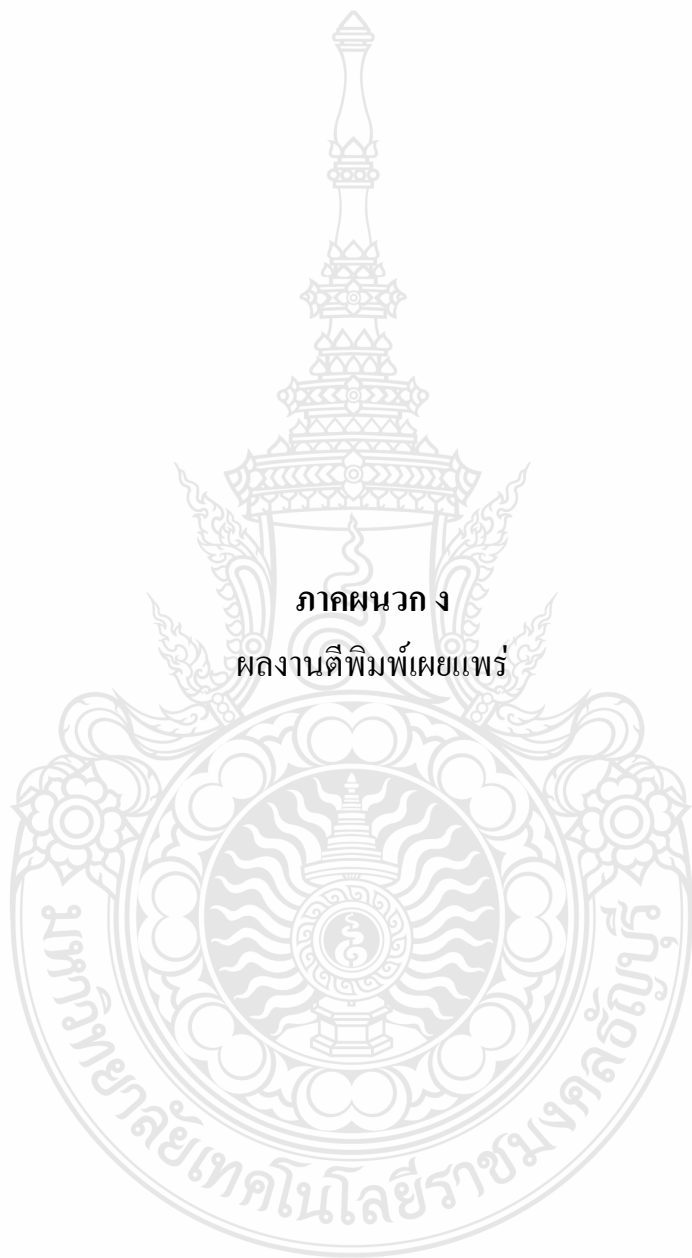 ภาคผนวก ง
ผลงานตีพิมพ์เผยแพร่
มหาวิทยาลัยเทคโนโลยีราชมงคลธัญบุรี